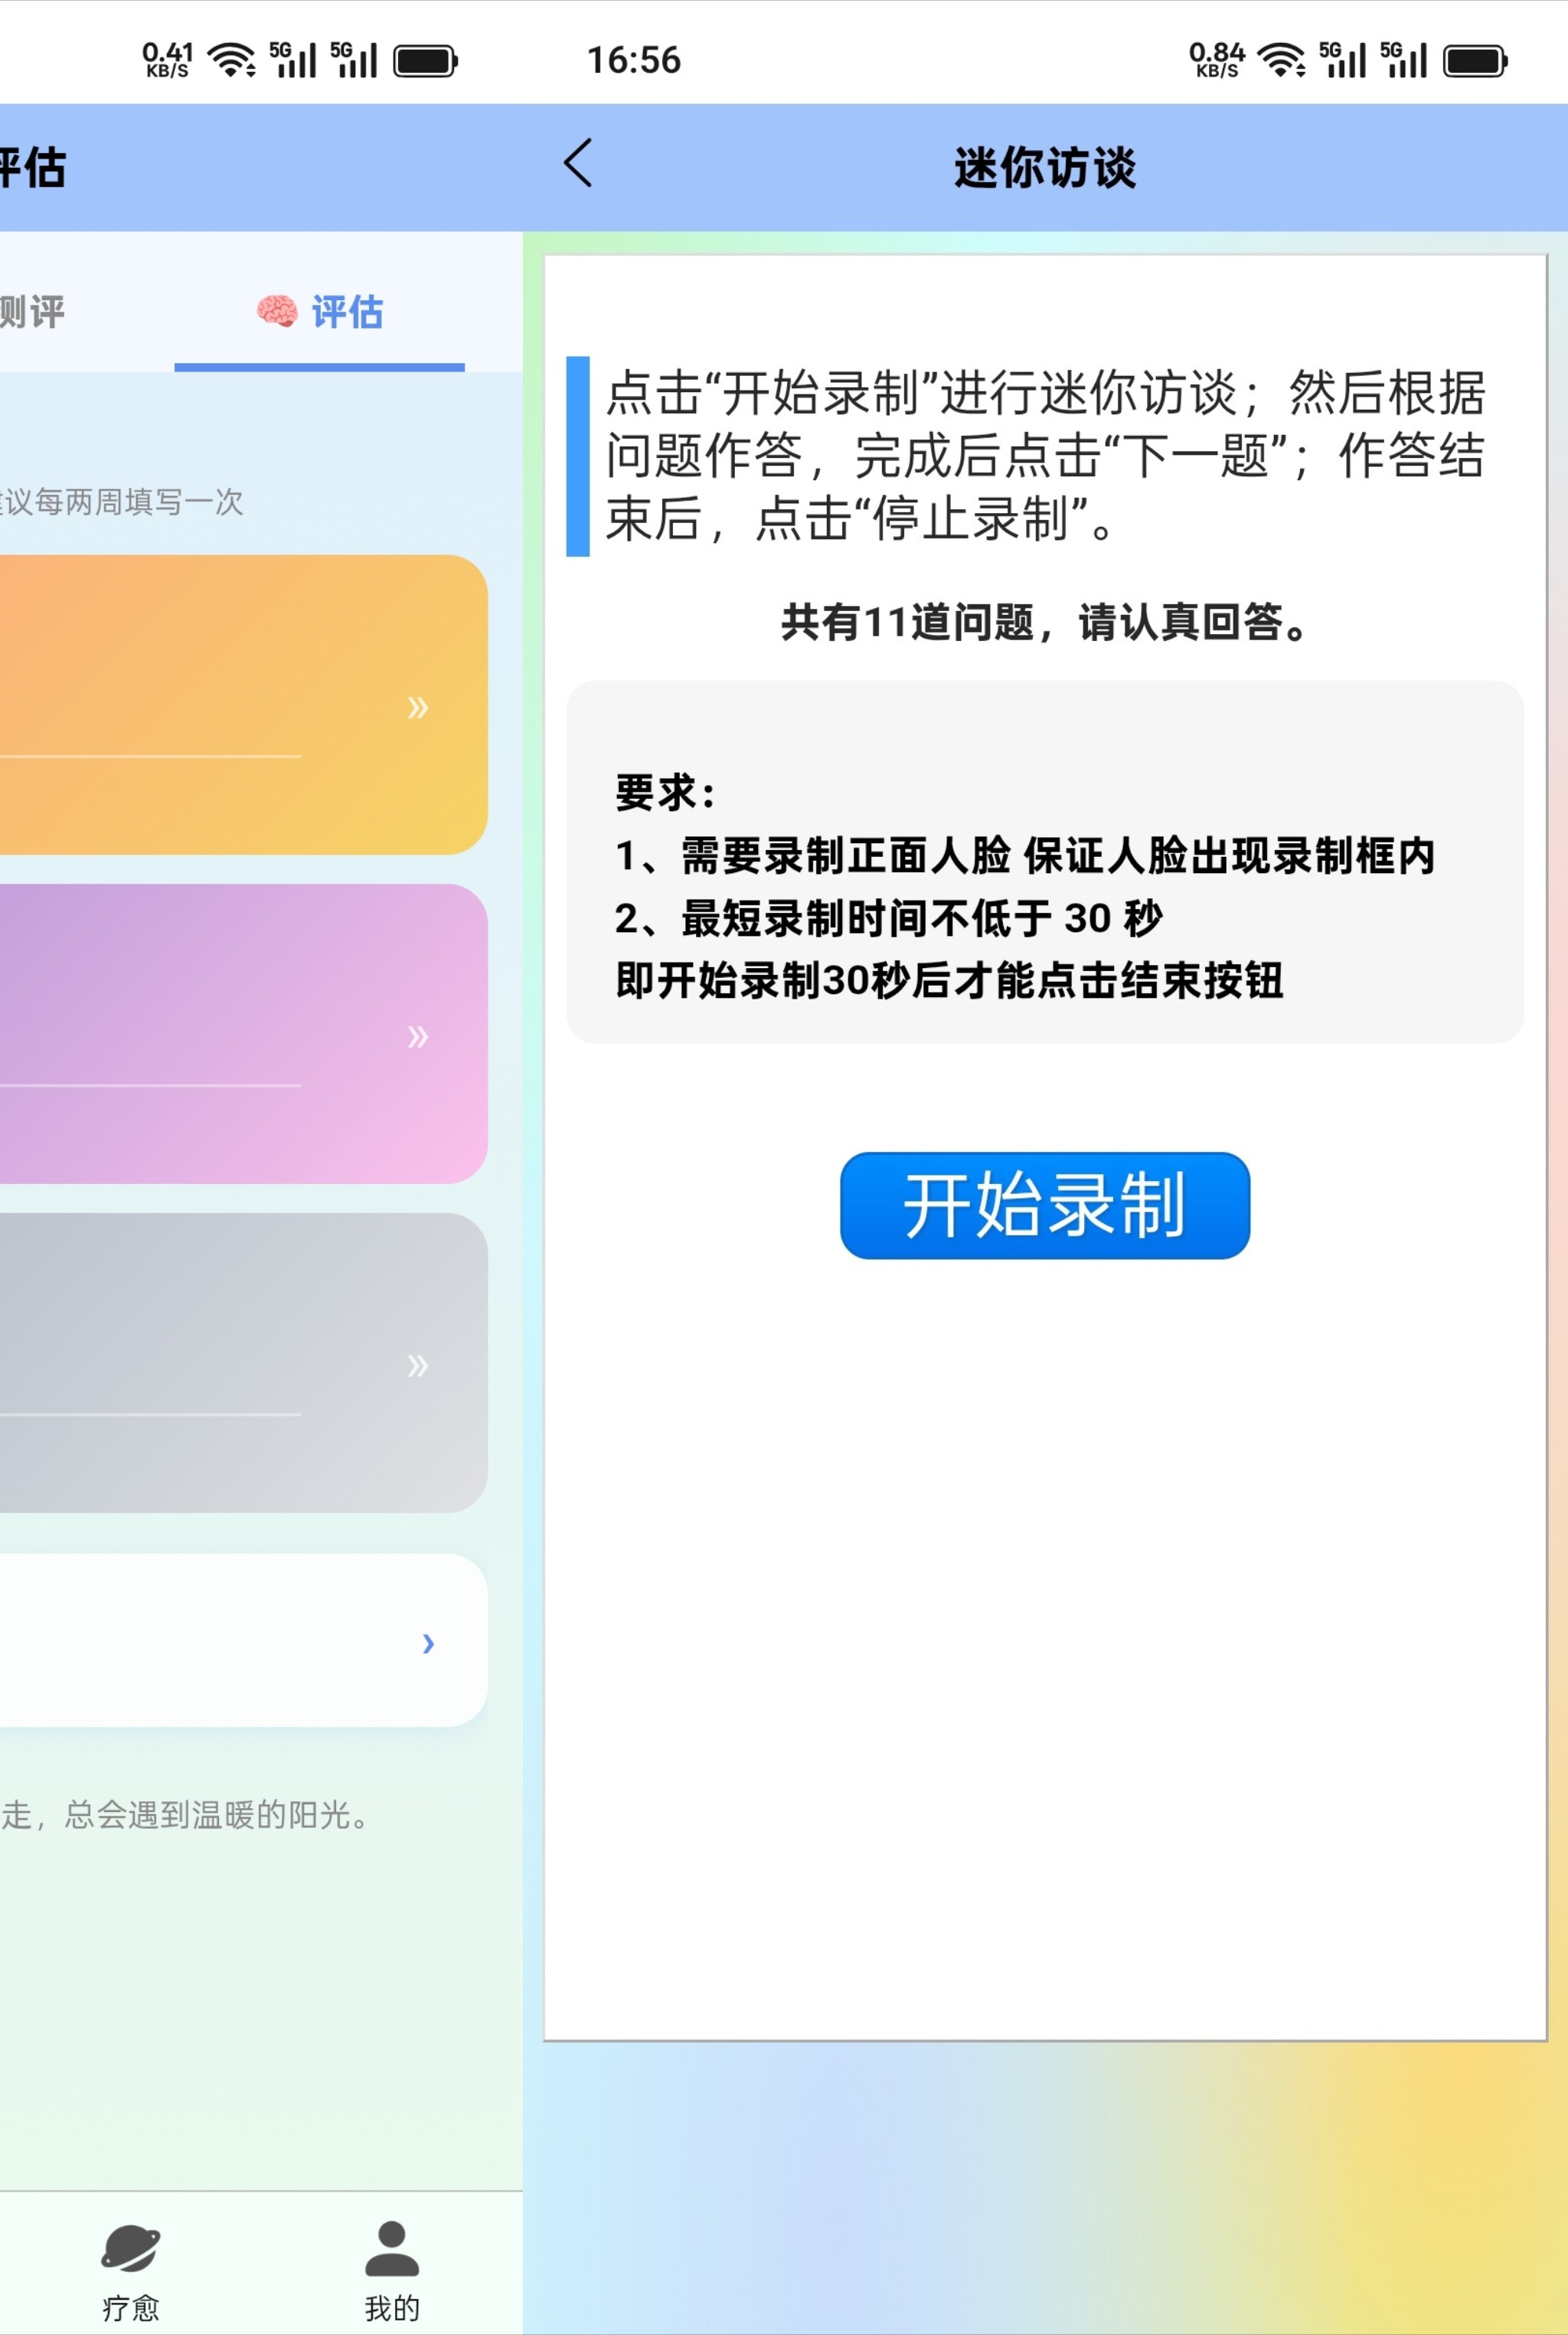 0.41
KB/S
5G
5G
评估
测评
评估
议每两周填写一次
»
»
»
›
走，总会遇到温暖的阳光。
疗愈
我的
16:56
0.84
KB/S
5G
5G
迷你访谈
点击“开始录制”进行迷你访谈；然后根据
问题作答，完成后点击“下一题”；作答结
束后，点击“停止录制”。
共有11道问题，请认真回答。
要求：
1、需要录制正面人脸 保证人脸出现录制框内
2、最短录制时间不低于 30 秒
即开始录制30秒后才能点击结束按钮
开始录制